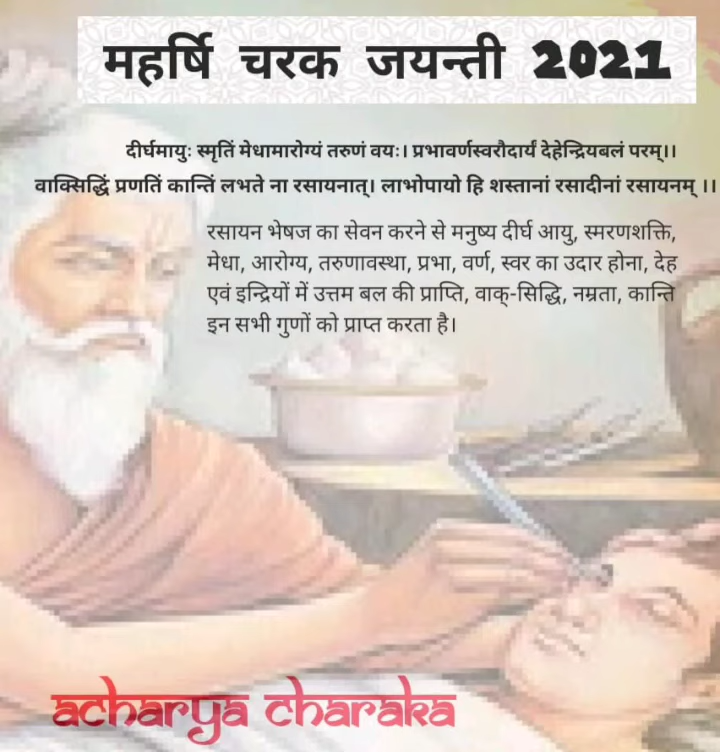 महर्षि चरक जयन्ती 2021
दीर्घमायुः स्मृतिं मेधामारोग्यं तरुणं वयः। प्रभावर्णस्वरौदार्यं देहेन्द्रियबलं परम्।।
वाक्सिद्धिं प्रणतिं कान्तिं लभते ना रसायनात्। लाभोपायो हि शस्तानां रसादीनां रसायनम् ।।
रसायन भेषज का सेवन करने से मनुष्य दीर्घ आयु, स्मरणशक्ति,
मेधा, आरोग्य, तरुणावस्था, प्रभा, वर्ण, स्वर का उदार होना, देह
एवं इन्द्रियों में उत्तम बल की प्राप्ति, वाक्-सिद्धि, नम्रता, कान्ति
इन सभी गुणों को प्राप्त करता है।
acharya charaka